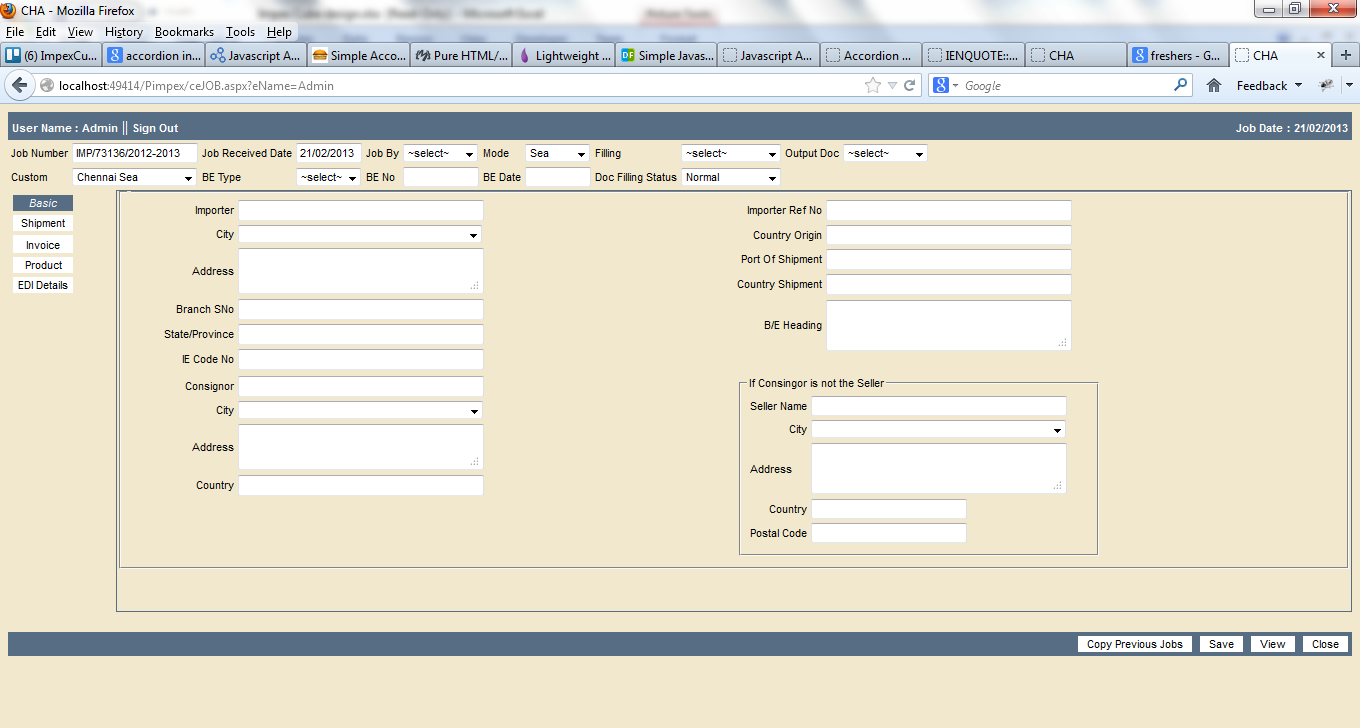 CHA - Mozilla Firefox
File Edit View History Bookmarks Tools Help
(6) ImpexCu... accordion in... Javascript A... Simple Acco... Pure HTML/... Lightweight ... Simple Javas... Javascript A... Accordion ... IENQUOTE::... CHA freshers - G... CHA
localhost:49414/Pimpex/ceJOB.aspx?eName=Admin Google Feedback
User Name : Admin || Sign Out Job Date : 21/02/2013
Job Number IMP/73136/2012-2013 Job Received Date 21/02/2013 Job By ~select~ Mode Sea Filling ~select~ Output Doc ~select~
Custom Chennai Sea BE Type ~select~ BE No BE Date Doc Filling Status Normal
Basic
Shipment
Invoice
Product
EDI Details
Importer
City
Address
Branch SNo
State/Province
IE Code No
Consignor
City
Address
Country
Importer Ref No
Country Origin
Port Of Shipment
Country Shipment
B/E Heading
If Consingor is not the Seller
Seller Name
City
Address
Country
Postal Code
Copy Previous Jobs Save View Close